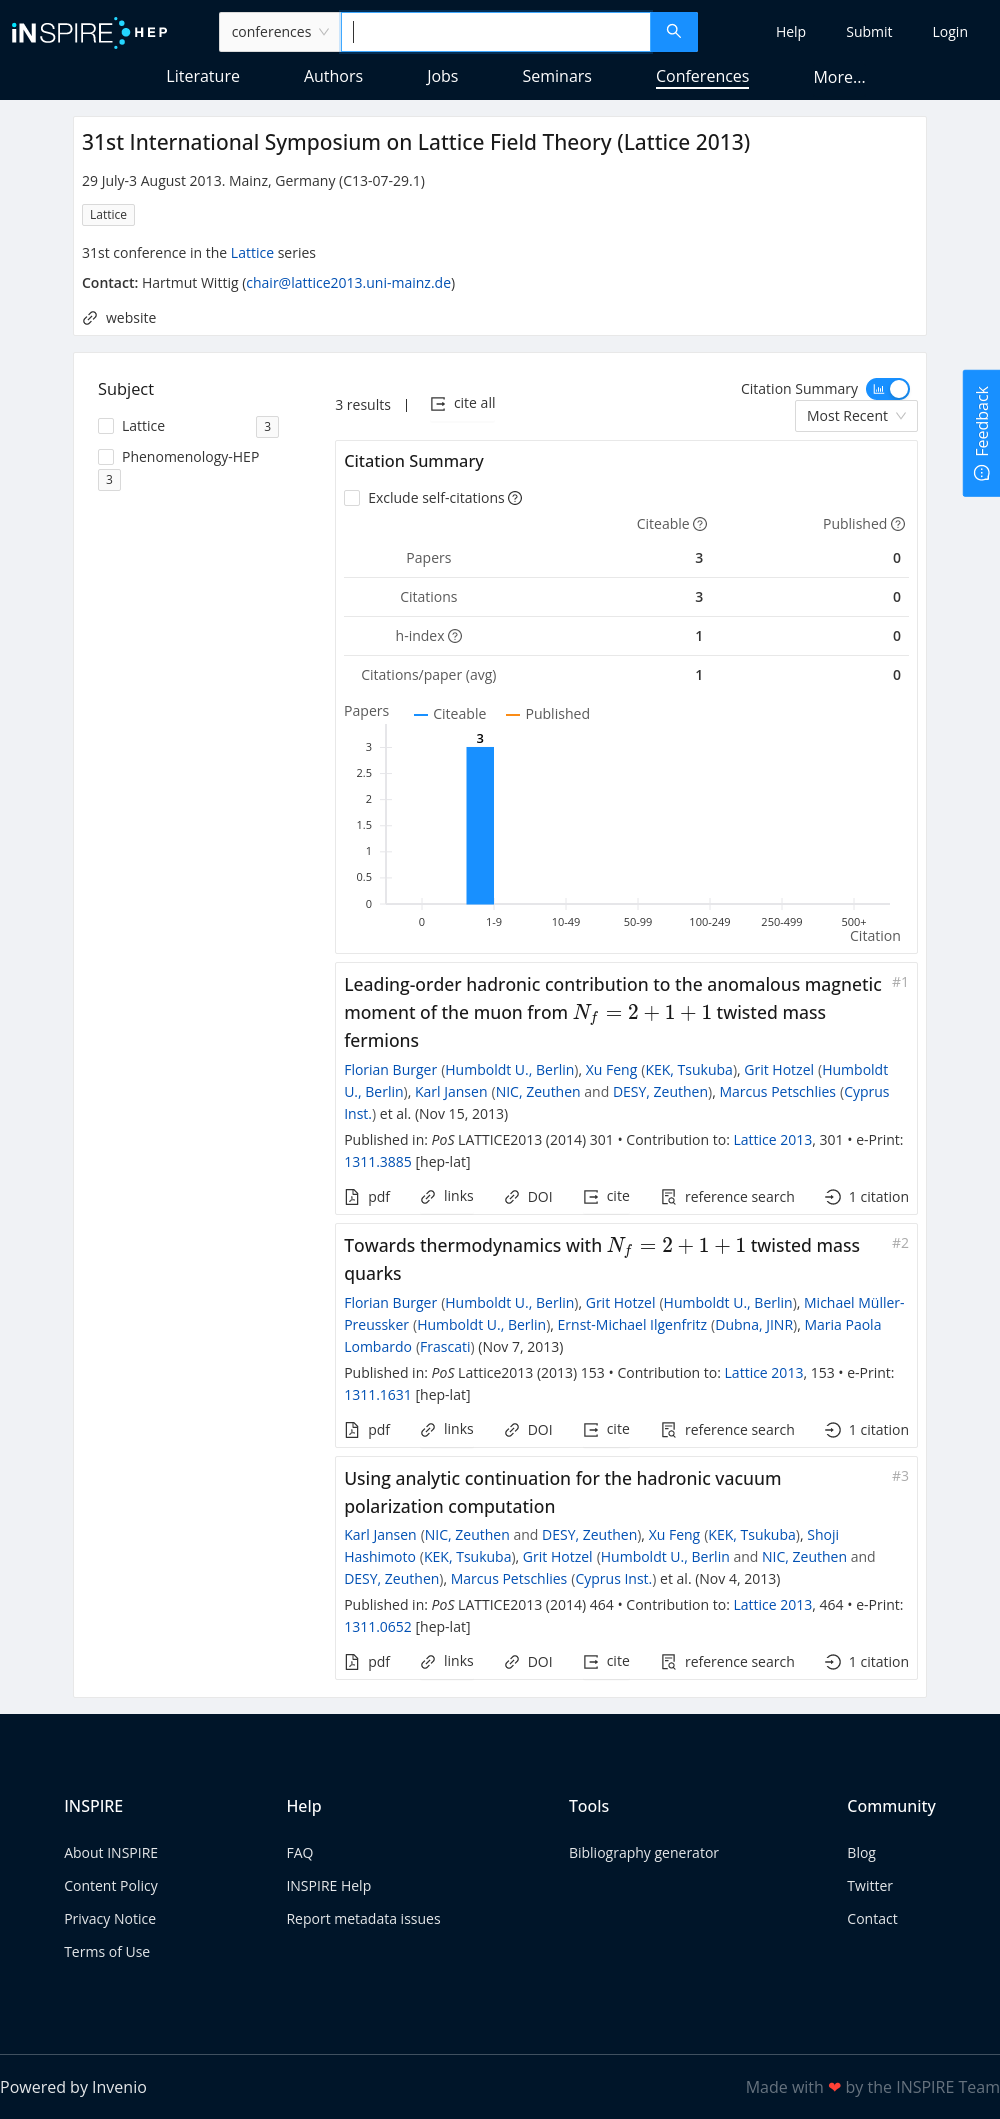 iNSPIRE HEP
conferences
Help Submit Login
Literature Authors Jobs Seminars Conferences More...
31st International Symposium on Lattice Field Theory (Lattice 2013)
29 July-3 August 2013. Mainz, Germany (C13-07-29.1)
Lattice
31st conference in the Lattice series
Contact: Hartmut Wittig (chair@lattice2013.uni-mainz.de)
website
Subject
Lattice 3
Phenomenology-HEP
3
3 results | cite all
Citation Summary
Most Recent
Feedback
Citation Summary
Exclude self-citations
Citeable Published
Papers 3 0
Citations 3 0
h-index 1 0
Citations/paper (avg) 1 0
Papers Citeable Published
3
3
2.5
2
1.5
1
0.5
0
0 1-9 10-49 50-99 100-249 250-499 500+
Citation
Leading-order hadronic contribution to the anomalous magnetic #1
moment of the muon from N_f = 2 + 1 + 1 twisted mass
fermions
Florian Burger (Humboldt U., Berlin), Xu Feng (KEK, Tsukuba), Grit Hotzel (Humboldt
U., Berlin), Karl Jansen (NIC, Zeuthen and DESY, Zeuthen), Marcus Petschlies (Cyprus
Inst.) et al. (Nov 15, 2013)
Published in: PoS LATTICE2013 (2014) 301 • Contribution to: Lattice 2013, 301 • e-Print:
1311.3885 [hep-lat]
pdf links DOI cite reference search 1 citation
Towards thermodynamics with N_f = 2 + 1 + 1 twisted mass #2
quarks
Florian Burger (Humboldt U., Berlin), Grit Hotzel (Humboldt U., Berlin), Michael Müller-
Preussker (Humboldt U., Berlin), Ernst-Michael Ilgenfritz (Dubna, JINR), Maria Paola
Lombardo (Frascati) (Nov 7, 2013)
Published in: PoS Lattice2013 (2013) 153 • Contribution to: Lattice 2013, 153 • e-Print:
1311.1631 [hep-lat]
pdf links DOI cite reference search 1 citation
Using analytic continuation for the hadronic vacuum #3
polarization computation
Karl Jansen (NIC, Zeuthen and DESY, Zeuthen), Xu Feng (KEK, Tsukuba), Shoji
Hashimoto (KEK, Tsukuba), Grit Hotzel (Humboldt U., Berlin and NIC, Zeuthen and
DESY, Zeuthen), Marcus Petschlies (Cyprus Inst.) et al. (Nov 4, 2013)
Published in: PoS LATTICE2013 (2014) 464 • Contribution to: Lattice 2013, 464 • e-Print:
1311.0652 [hep-lat]
pdf links DOI cite reference search 1 citation
INSPIRE
About INSPIRE
Content Policy
Privacy Notice
Terms of Use
Help
FAQ
INSPIRE Help
Report metadata issues
Tools
Bibliography generator
Community
Blog
Twitter
Contact
Powered by Invenio
Made with ❤ by the INSPIRE Team